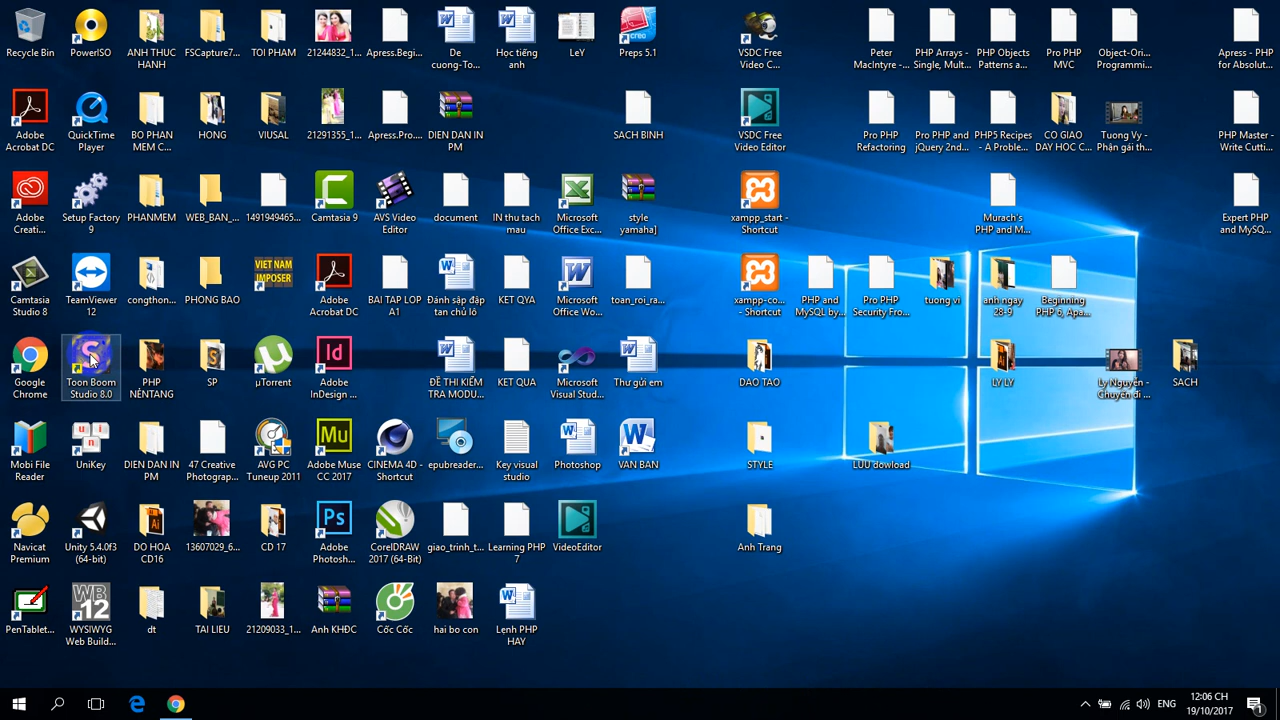 Recycle Bin
PowerISO
ANH THUC
HANH
FSCapture7...
TOI PHAM
21244832_1...
Apress.Begi...
De
cuong-To...
Học tiếng
anh
LeY
Preps 5.1
VSDC Free
Video C...
Peter
MacIntyre -...
PHP Arrays -
Single, Mult...
PHP Objects
Patterns a...
Pro PHP
MVC
Object-Ori...
Programmi...
Apress - PHP
for Absolut...
Adobe
Acrobat DC
QuickTime
Player
BO PHAN
MEM C...
HONG
VIUSAL
21291355_1...
Apress.Pro....
DIEN DAN IN
PM
SACH BINH
VSDC Free
Video Editor
Pro PHP
Refactoring
Pro PHP and
jQuery 2nd...
PHP5 Recipes
- A Proble...
CO GIAO
DAY HOC C...
Tuong Vy -
Phận gái th...
PHP Master -
Write Cutti...
Adobe
Creati...
Setup Factory
9
PHANMEM
WEB_BAN_...
1491949465...
Camtasia 9
AVS Video
Editor
document
IN thu tach
mau
Microsoft
Office Exc...
style
yamaha]
xampp_start -
Shortcut
Murach's
PHP and M...
Expert PHP
and MySQ...
Camtasia
Studio 8
TeamViewer
12
congthon...
PHONG BAO
VIET NAM
IMPOSER
Adobe
Acrobat DC
BAI TAP LOP
A1
Đánh sập đập
tan chủ lô
KET QYA
Microsoft
Office Wo...
toan_roi_ra...
xampp-co...
- Shortcut
PHP and
MySQL by...
Pro PHP
Security Fro...
tuong vi
anh ngay
28-9
Beginning
PHP 6, Apa...
Google
Chrome
Toon Boom
Studio 8.0
PHP
NỀNTANG
SP
µTorrent
Adobe
InDesign ...
ĐỀ THI KIỂM
TRA MODU...
KET QUA
Microsoft
Visual Stud...
Thư gửi em
DAO TAO
LY LY
Ly Nguyễn -
Chuyến đi ...
SACH
Mobi File
Reader
UniKey
DIEN DAN IN
PM
47 Creative
Photograp...
AVG PC
Tuneup 2011
Adobe Muse
CC 2017
CINEMA 4D -
Shortcut
epubreader...
Key visual
studio
Photoshop
VAN BAN
STYLE
LUU dowload
Navicat
Premium
Unity 5.4.0f3
(64-bit)
DO HOA
CD16
13607029_6...
CD 17
Adobe
Photosh...
CorelDRAW
2017 (64-Bit)
giao_trinh_t...
Learning PHP
7
VideoEditor
Anh Trang
PenTablet...
WYSIWYG
Web Build...
dt
TAI LIEU
21209033_1...
Anh KHĐC
Cốc Cốc
hai bo con
Lệnh PHP
HAY
ENG
12:06 CH
19/10/2017